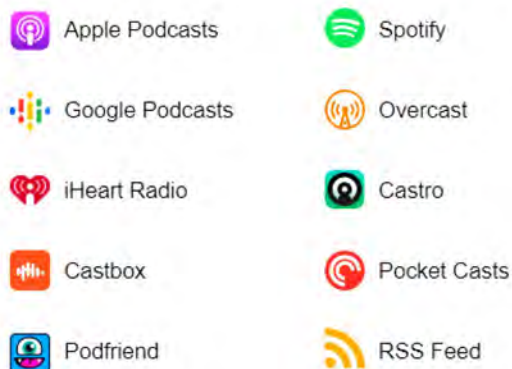 Apple Podcasts
Spotify
Google Podcasts
Overcast
iHeart Radio
Castro
Castbox
Pocket Casts
Podfriend
RSS Feed